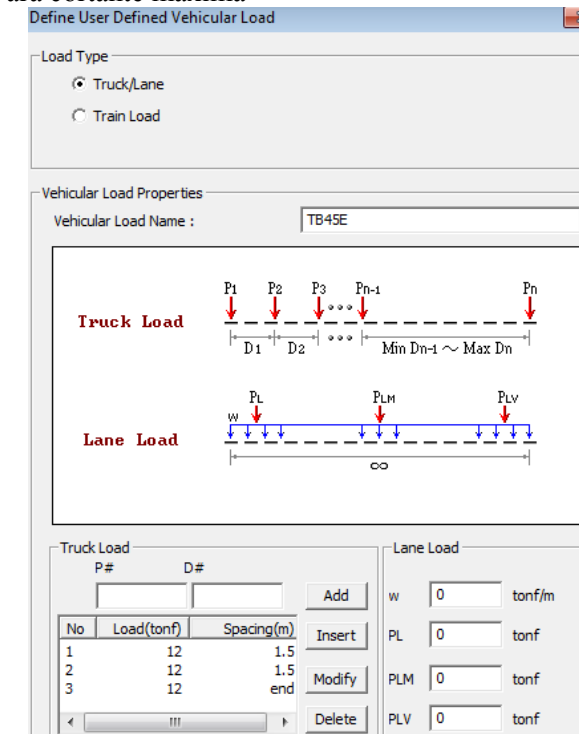 ara cortante máxima
Define User Defined Vehicular Load
Load Type
Truck/Lane
Train Load
Vehicular Load Properties
Vehicular Load Name :
TB45E
P1 P2 P3 Pn-1 Pn
Truck Load
D1 D2 Min Dn-1 ~ Max Dn
PL PLM PLV
w
Lane Load
∞
Truck Load
P# D#
Add
No Load(tonf) Spacing(m)
1 12 1.5
2 12 1.5
3 12 end
Insert
Modify
Delete
Lane Load
w 0 tonf/m
PL 0 tonf
PLM 0 tonf
PLV 0 tonf